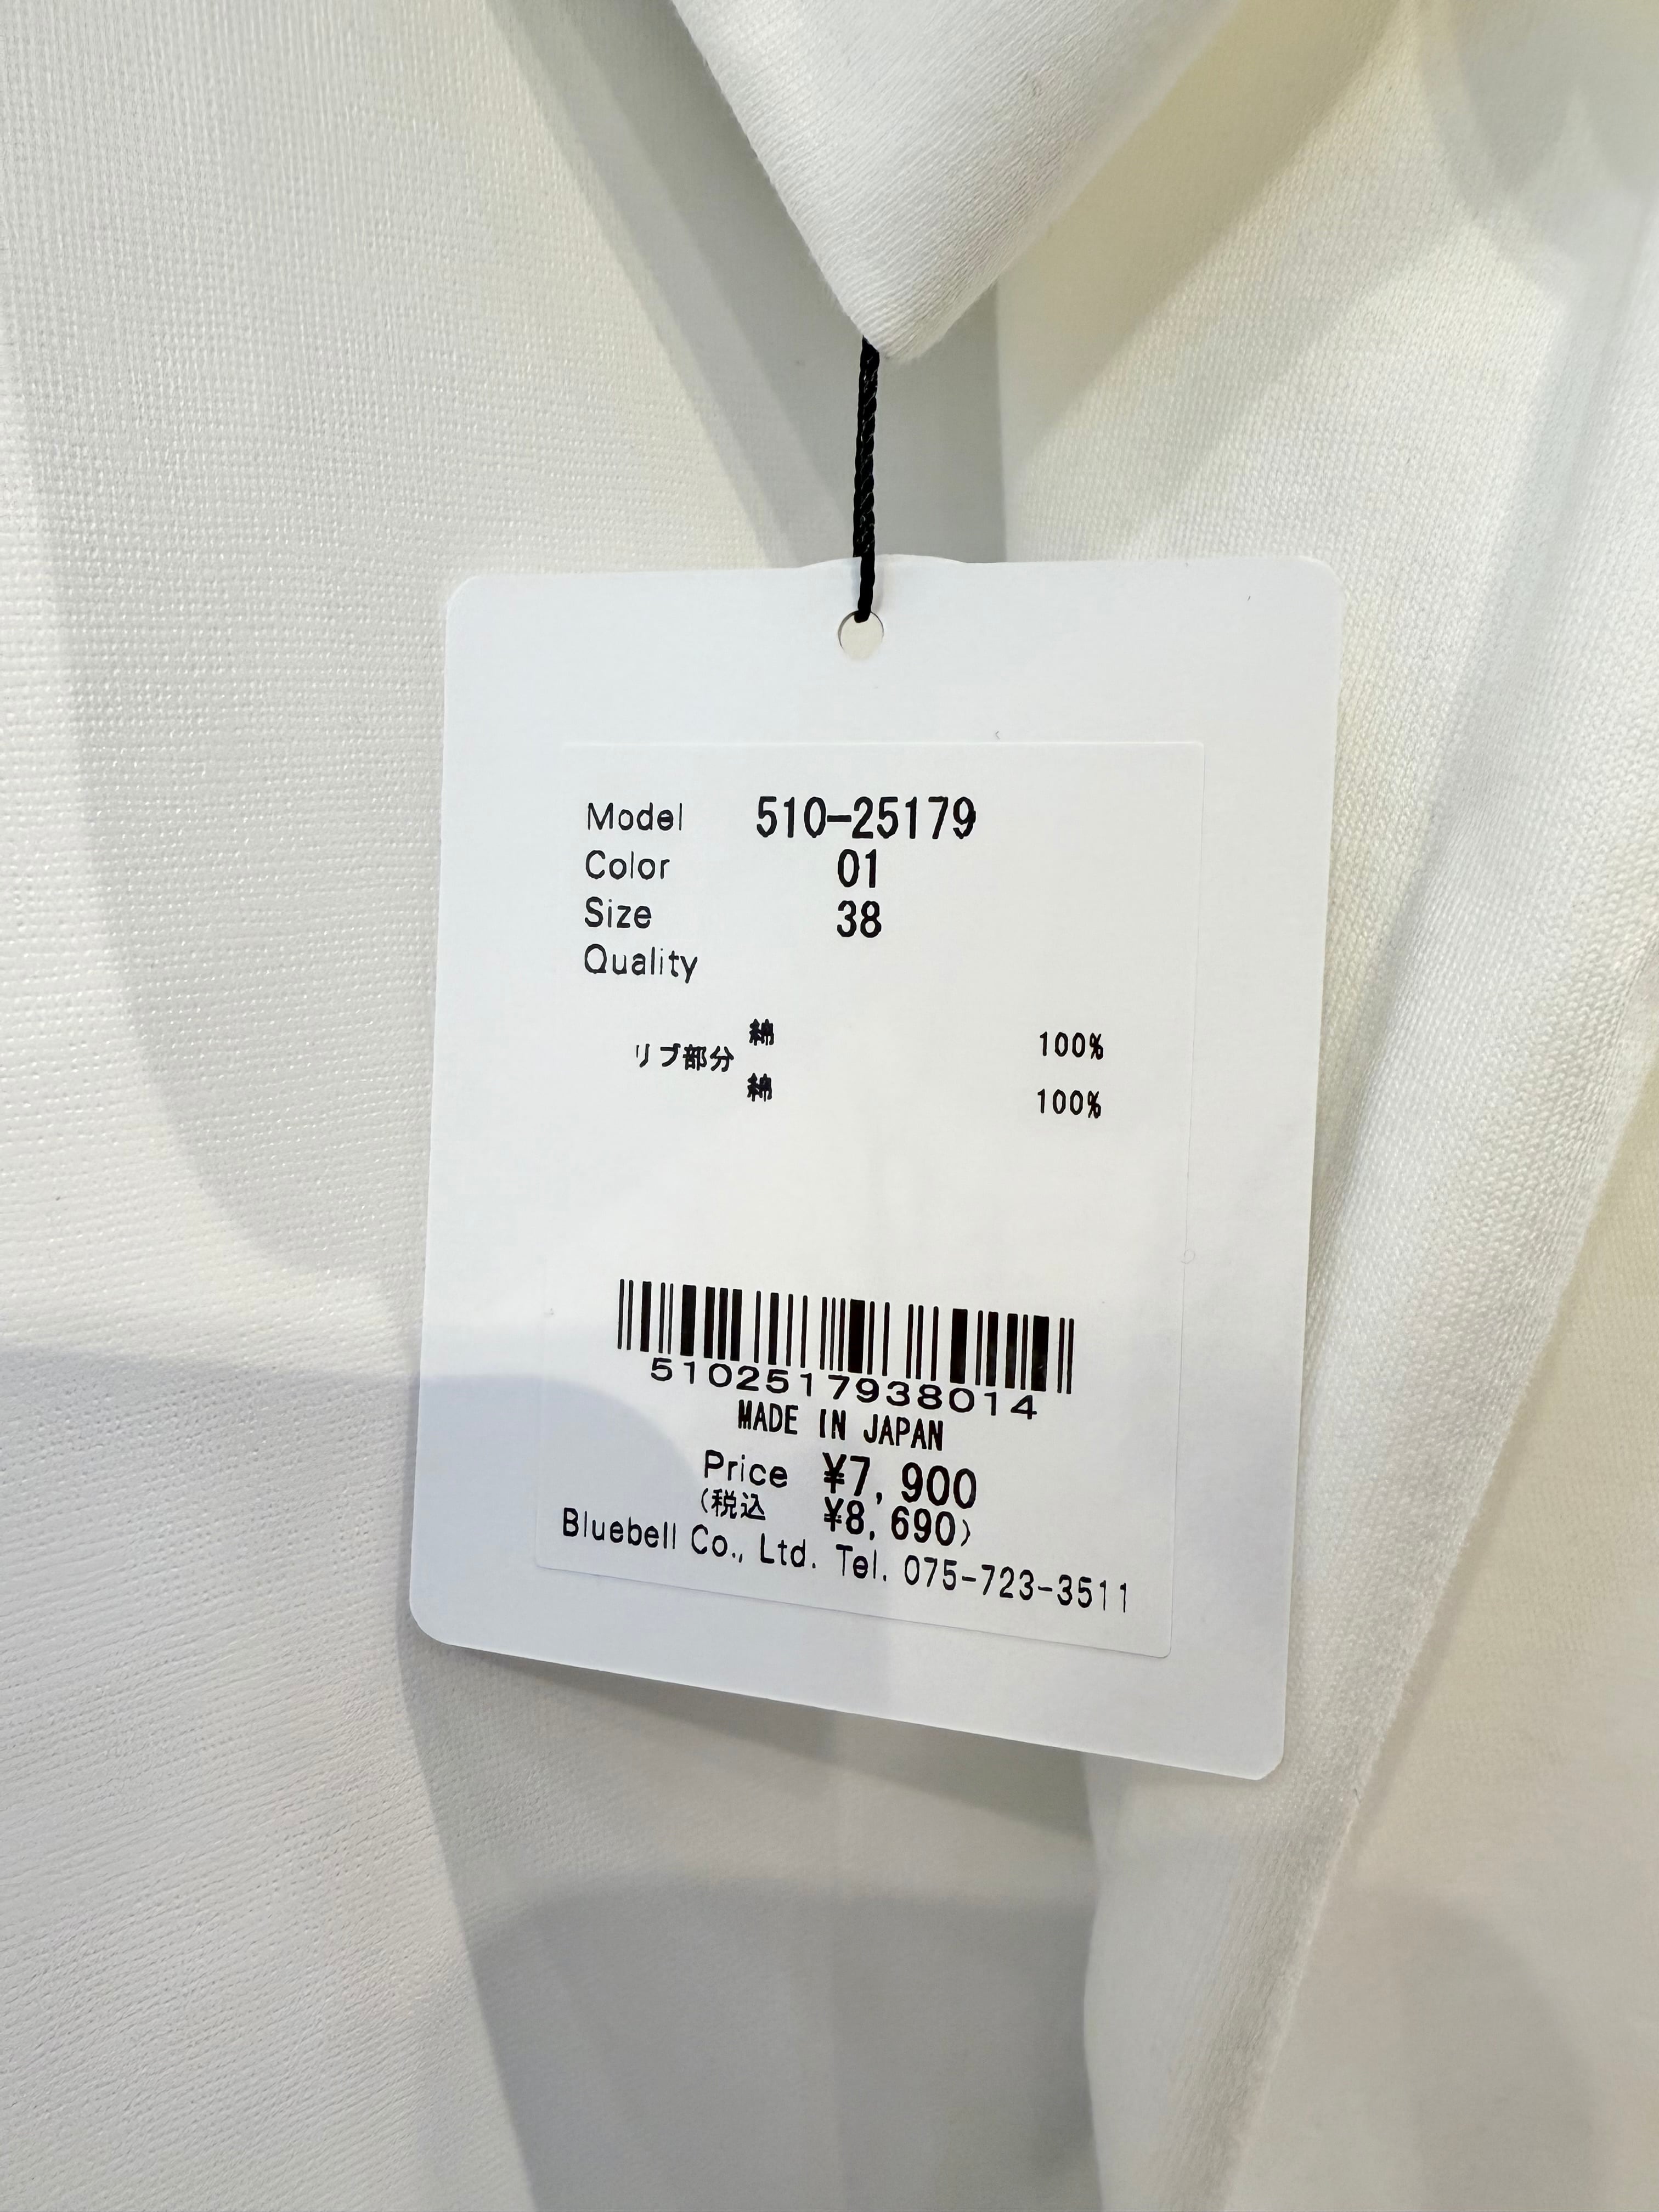 Model 510-25179
Color 01
Size 38
Quality
綿 100%
リブ部分
綿 100%
5102517938014
MADE IN JAPAN
Price ¥7,900
(税込 ¥8,690)
Bluebell Co., Ltd. Tel. 075-723-3511